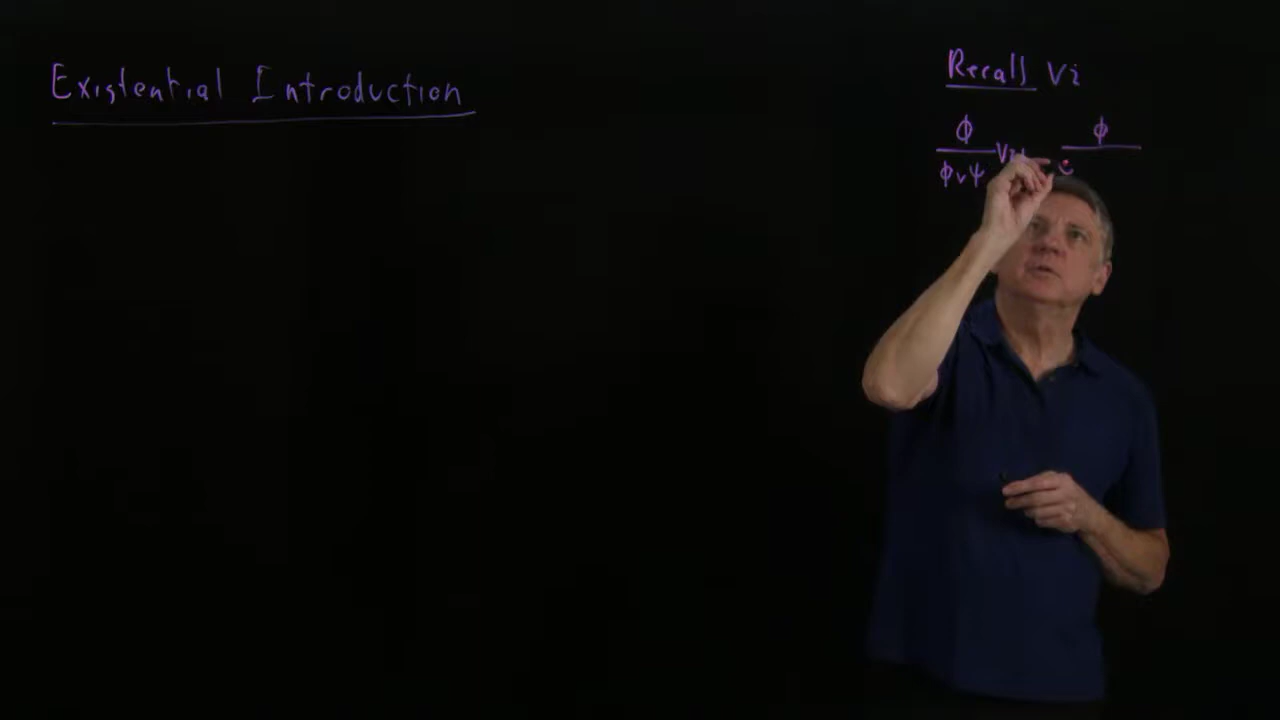 Existential Introduction
Recall ∨i
ϕ ϕ
ϕ∨ψ